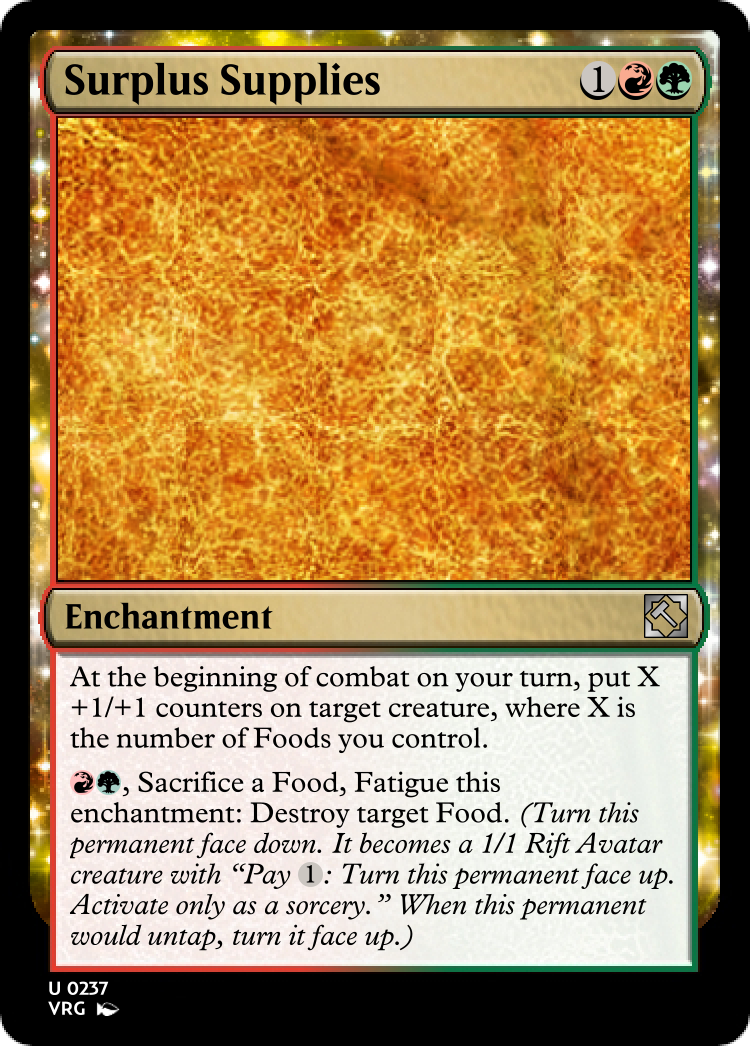 Surplus Supplies 1
Enchantment
At the beginning of combat on your turn, put X
+1/+1 counters on target creature, where X is
the number of Foods you control.
, Sacrifice a Food, Fatigue this
enchantment: Destroy target Food. (Turn this
permanent face down. It becomes a 1/1 Rift Avatar
creature with “Pay 1: Turn this permanent face up.
Activate only as a sorcery.” When this permanent
would untap, turn it face up.)
U 0237
VRG